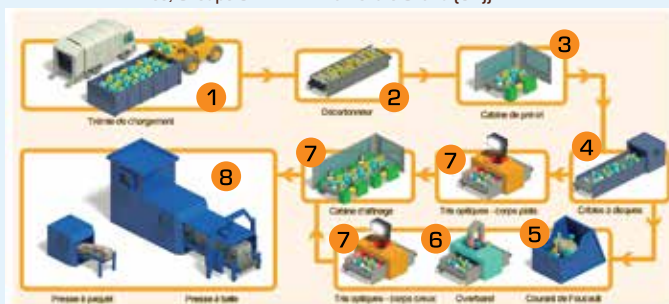 1
Trémie de chargement
2
Décartonneur
3
Cabine de pré-tri
4
Cribles à disques
7
Tris optiques - corps plats
7
Cabine d'affinage
8
Presse à paquet
Presse à balle
7
Tris optiques - corps creux
6
Overband
5
Courant de Foucault